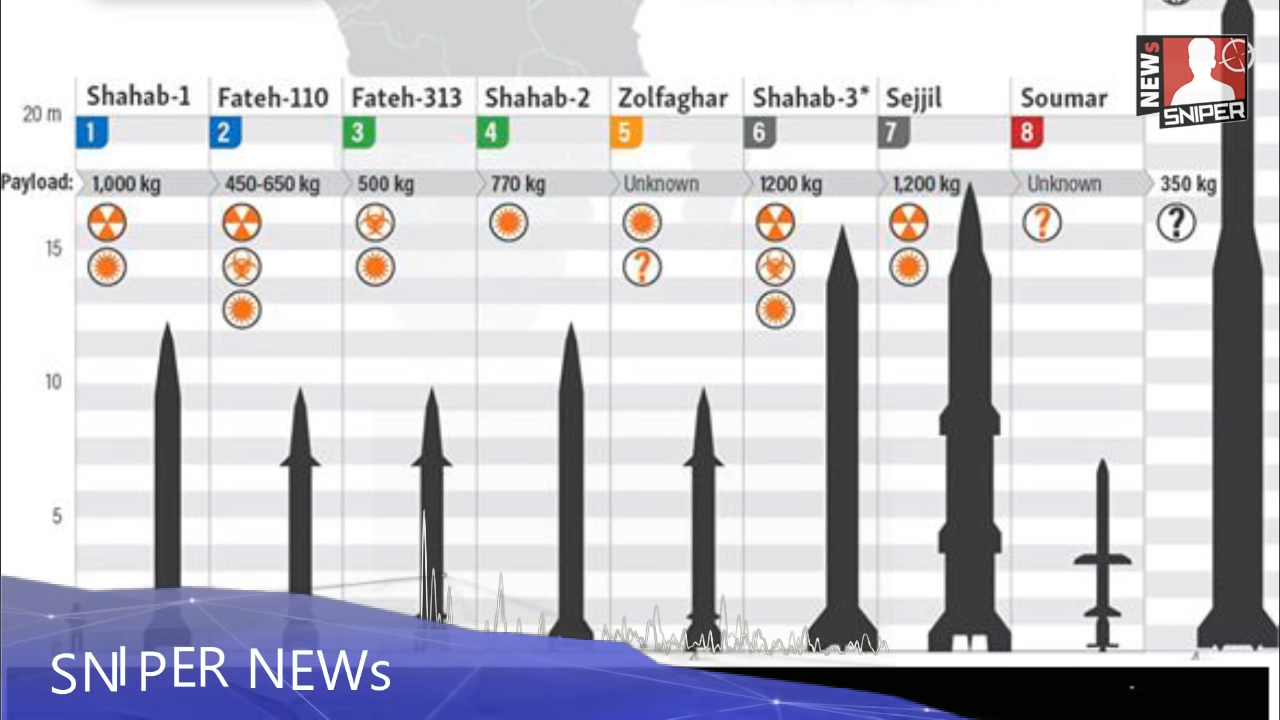 NEWs
SNIPER
Shahab-1 Fateh-110 Fateh-313 Shahab-2 Zolfaghar Shahab-3* Sejjil Soumar
20 m
1 2 3 4 5 6 7 8
Payload: 1,000 kg 450-650 kg 500 kg 770 kg Unknown 1200 kg 1,200 kg Unknown 350 kg
? ? ?
15
10
5
SNIPER NEWs